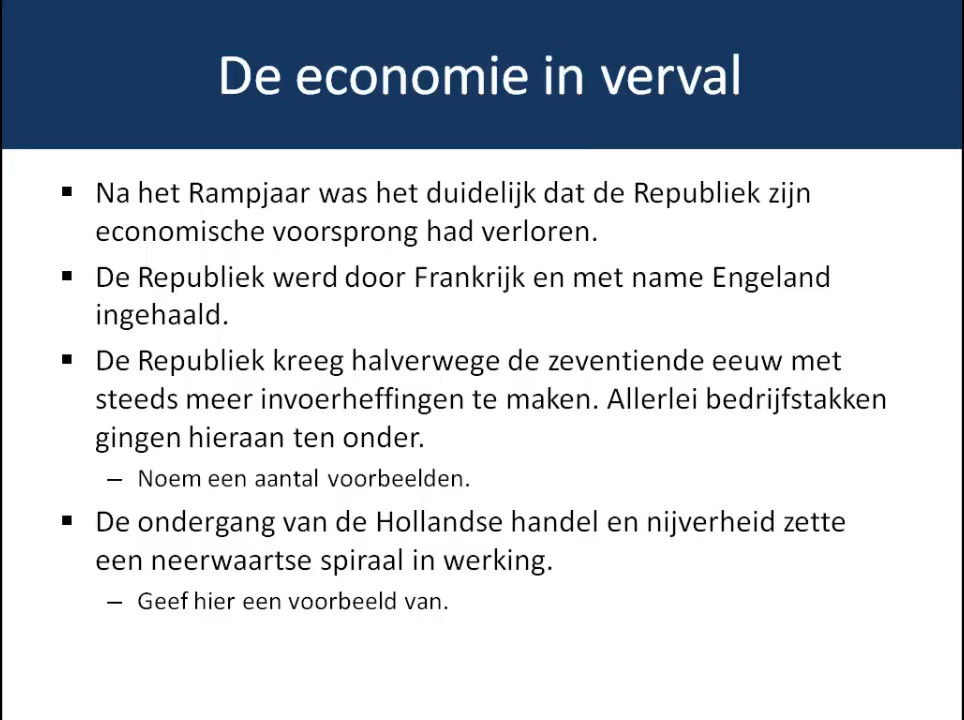 De economie in verval
▪ Na het Rampjaar was het duidelijk dat de Republiek zijn
economische voorsprong had verloren.
▪ De Republiek werd door Frankrijk en met name Engeland
ingehaald.
▪ De Republiek kreeg halverwege de zeventiende eeuw met
steeds meer invoerheffingen te maken. Allerlei bedrijfstakken
gingen hieraan ten onder.
– Noem een aantal voorbeelden.
▪ De ondergang van de Hollandse handel en nijverheid zette
een neerwaartse spiraal in werking.
– Geef hier een voorbeeld van.